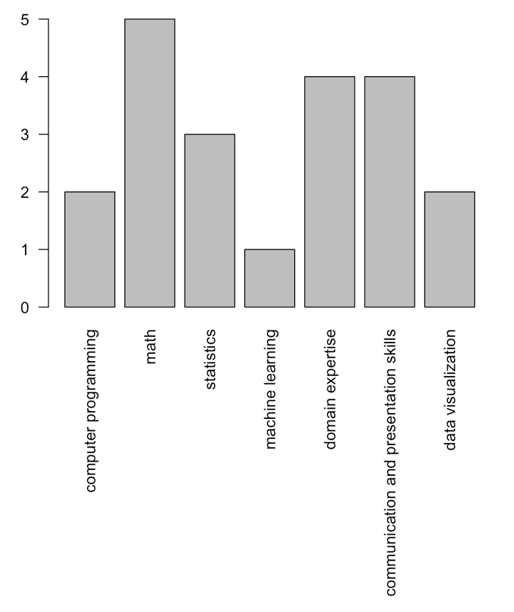 5
4
3
2
1
0
computer programming
math
statistics
machine learning
domain expertise
communication and presentation skills
data visualization